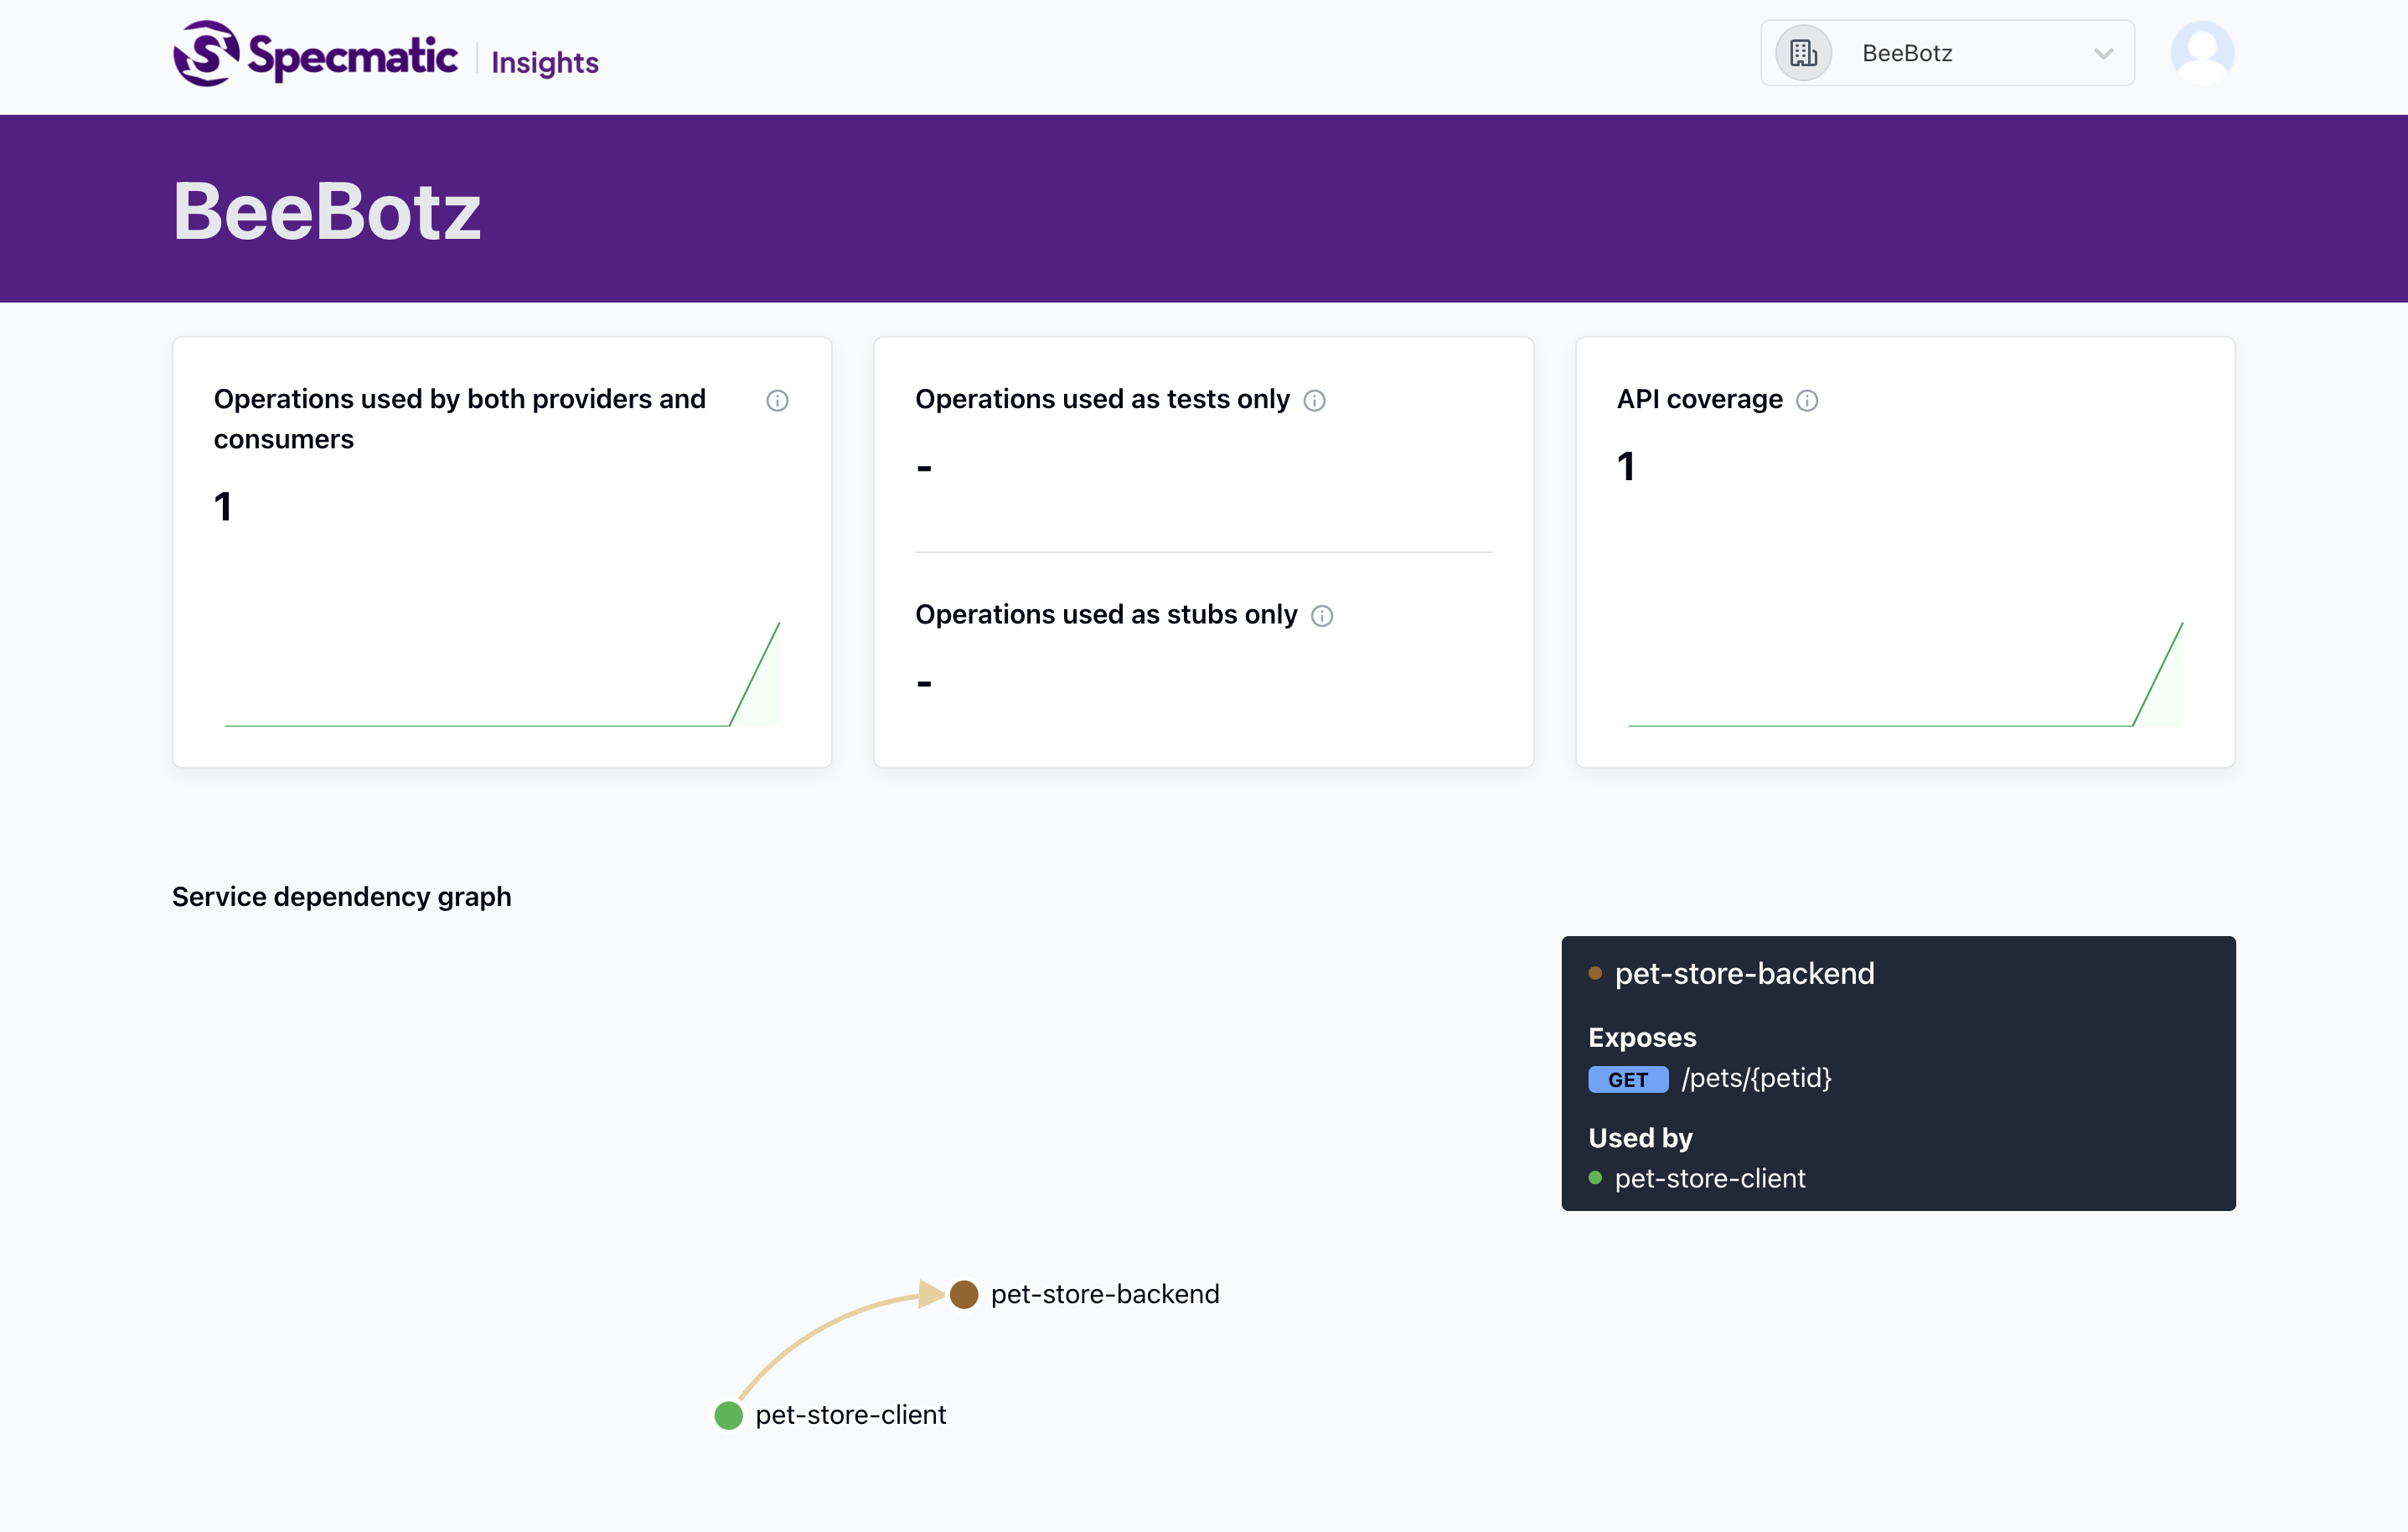 Specmatic Insights
BeeBotz
BeeBotz
Operations used by both providers and
consumers
1
Operations used as tests only
-
Operations used as stubs only
-
API coverage
1
Service dependency graph
pet-store-backend
Exposes
GET /pets/{petid}
Used by
pet-store-client
pet-store-backend
pet-store-client